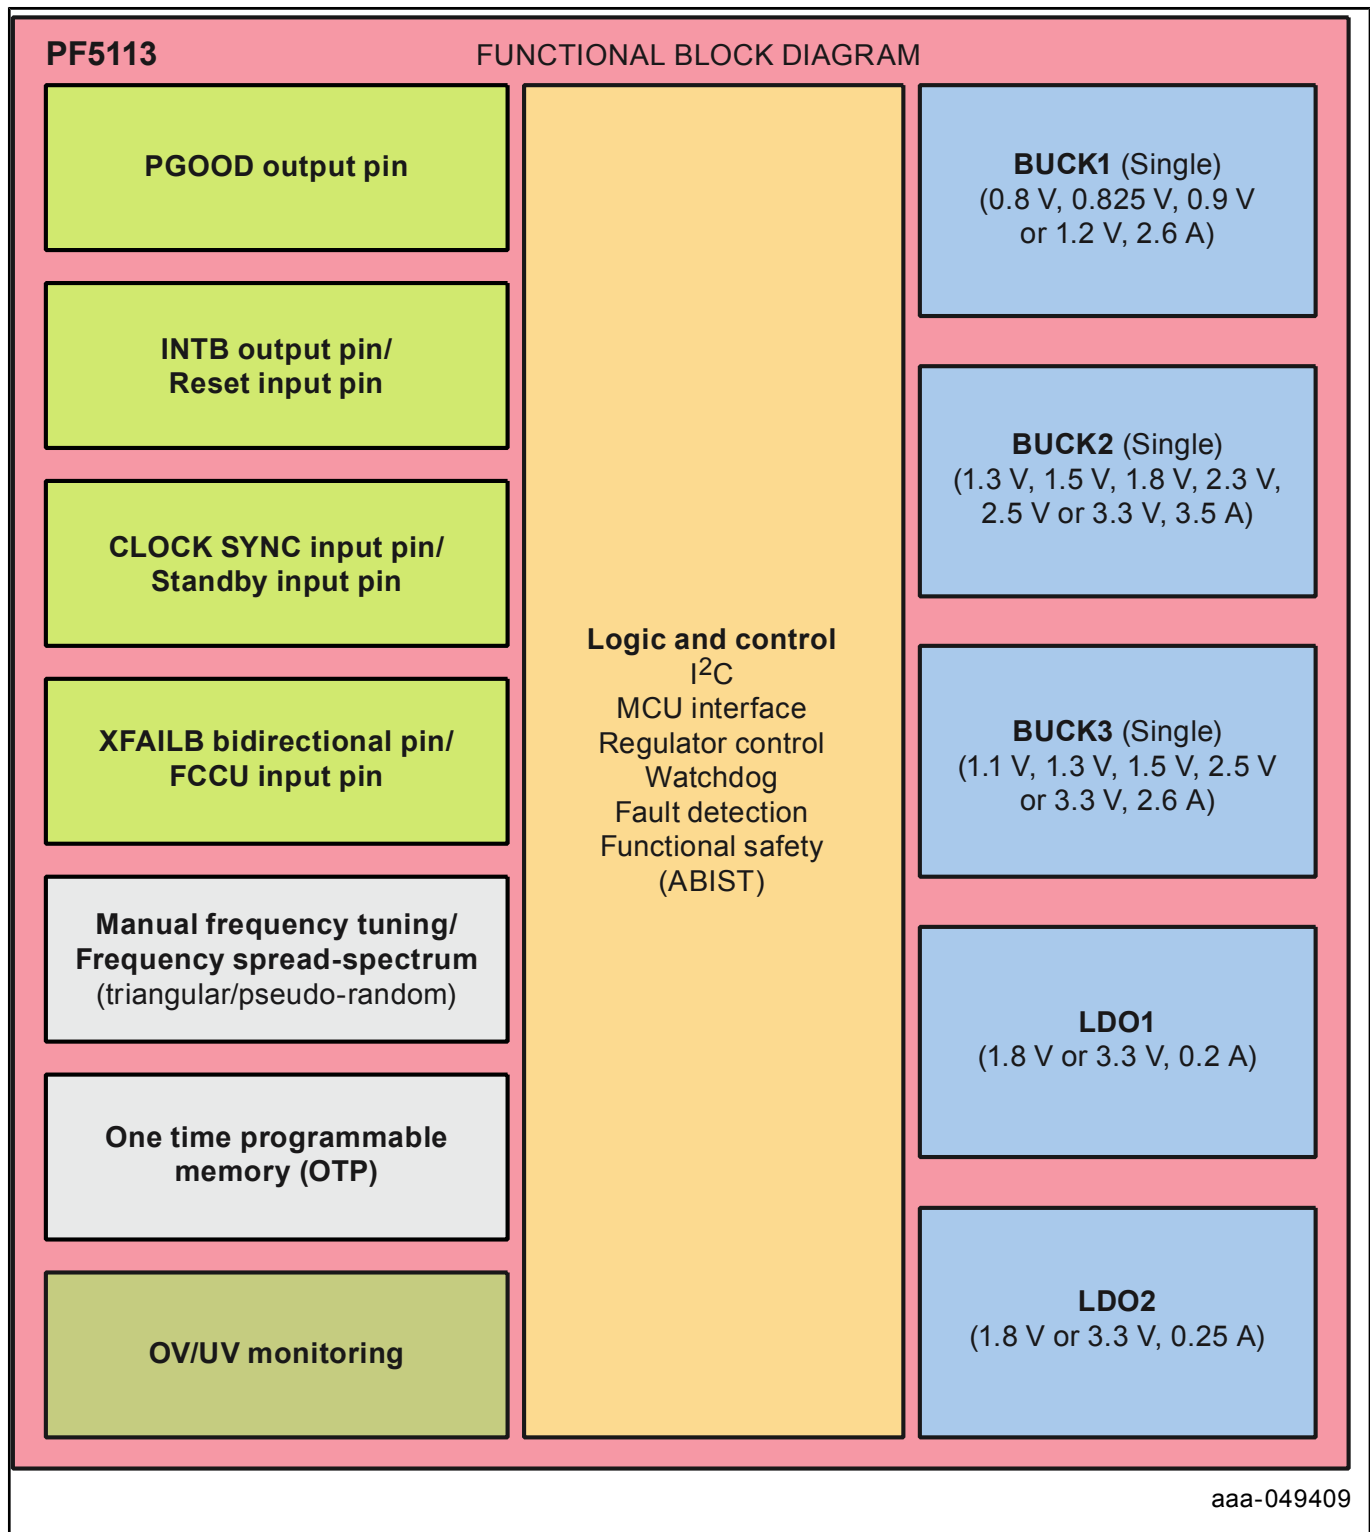 PF5113
FUNCTIONAL BLOCK DIAGRAM
PGOOD output pin
INTB output pin/
Reset input pin
CLOCK SYNC input pin/
Standby input pin
XFAILB bidirectional pin/
FCCU input pin
Manual frequency tuning/
Frequency spread-spectrum
(triangular/pseudo-random)
One time programmable
memory (OTP)
OV/UV monitoring
Logic and control
I²C
MCU interface
Regulator control
Watchdog
Fault detection
Functional safety
(ABIST)
BUCK1 (Single)
(0.8 V, 0.825 V, 0.9 V
or 1.2 V, 2.6 A)
BUCK2 (Single)
(1.3 V, 1.5 V, 1.8 V, 2.3 V,
2.5 V or 3.3 V, 3.5 A)
BUCK3 (Single)
(1.1 V, 1.3 V, 1.5 V, 2.5 V
or 3.3 V, 2.6 A)
LDO1
(1.8 V or 3.3 V, 0.2 A)
LDO2
(1.8 V or 3.3 V, 0.25 A)
aaa-049409